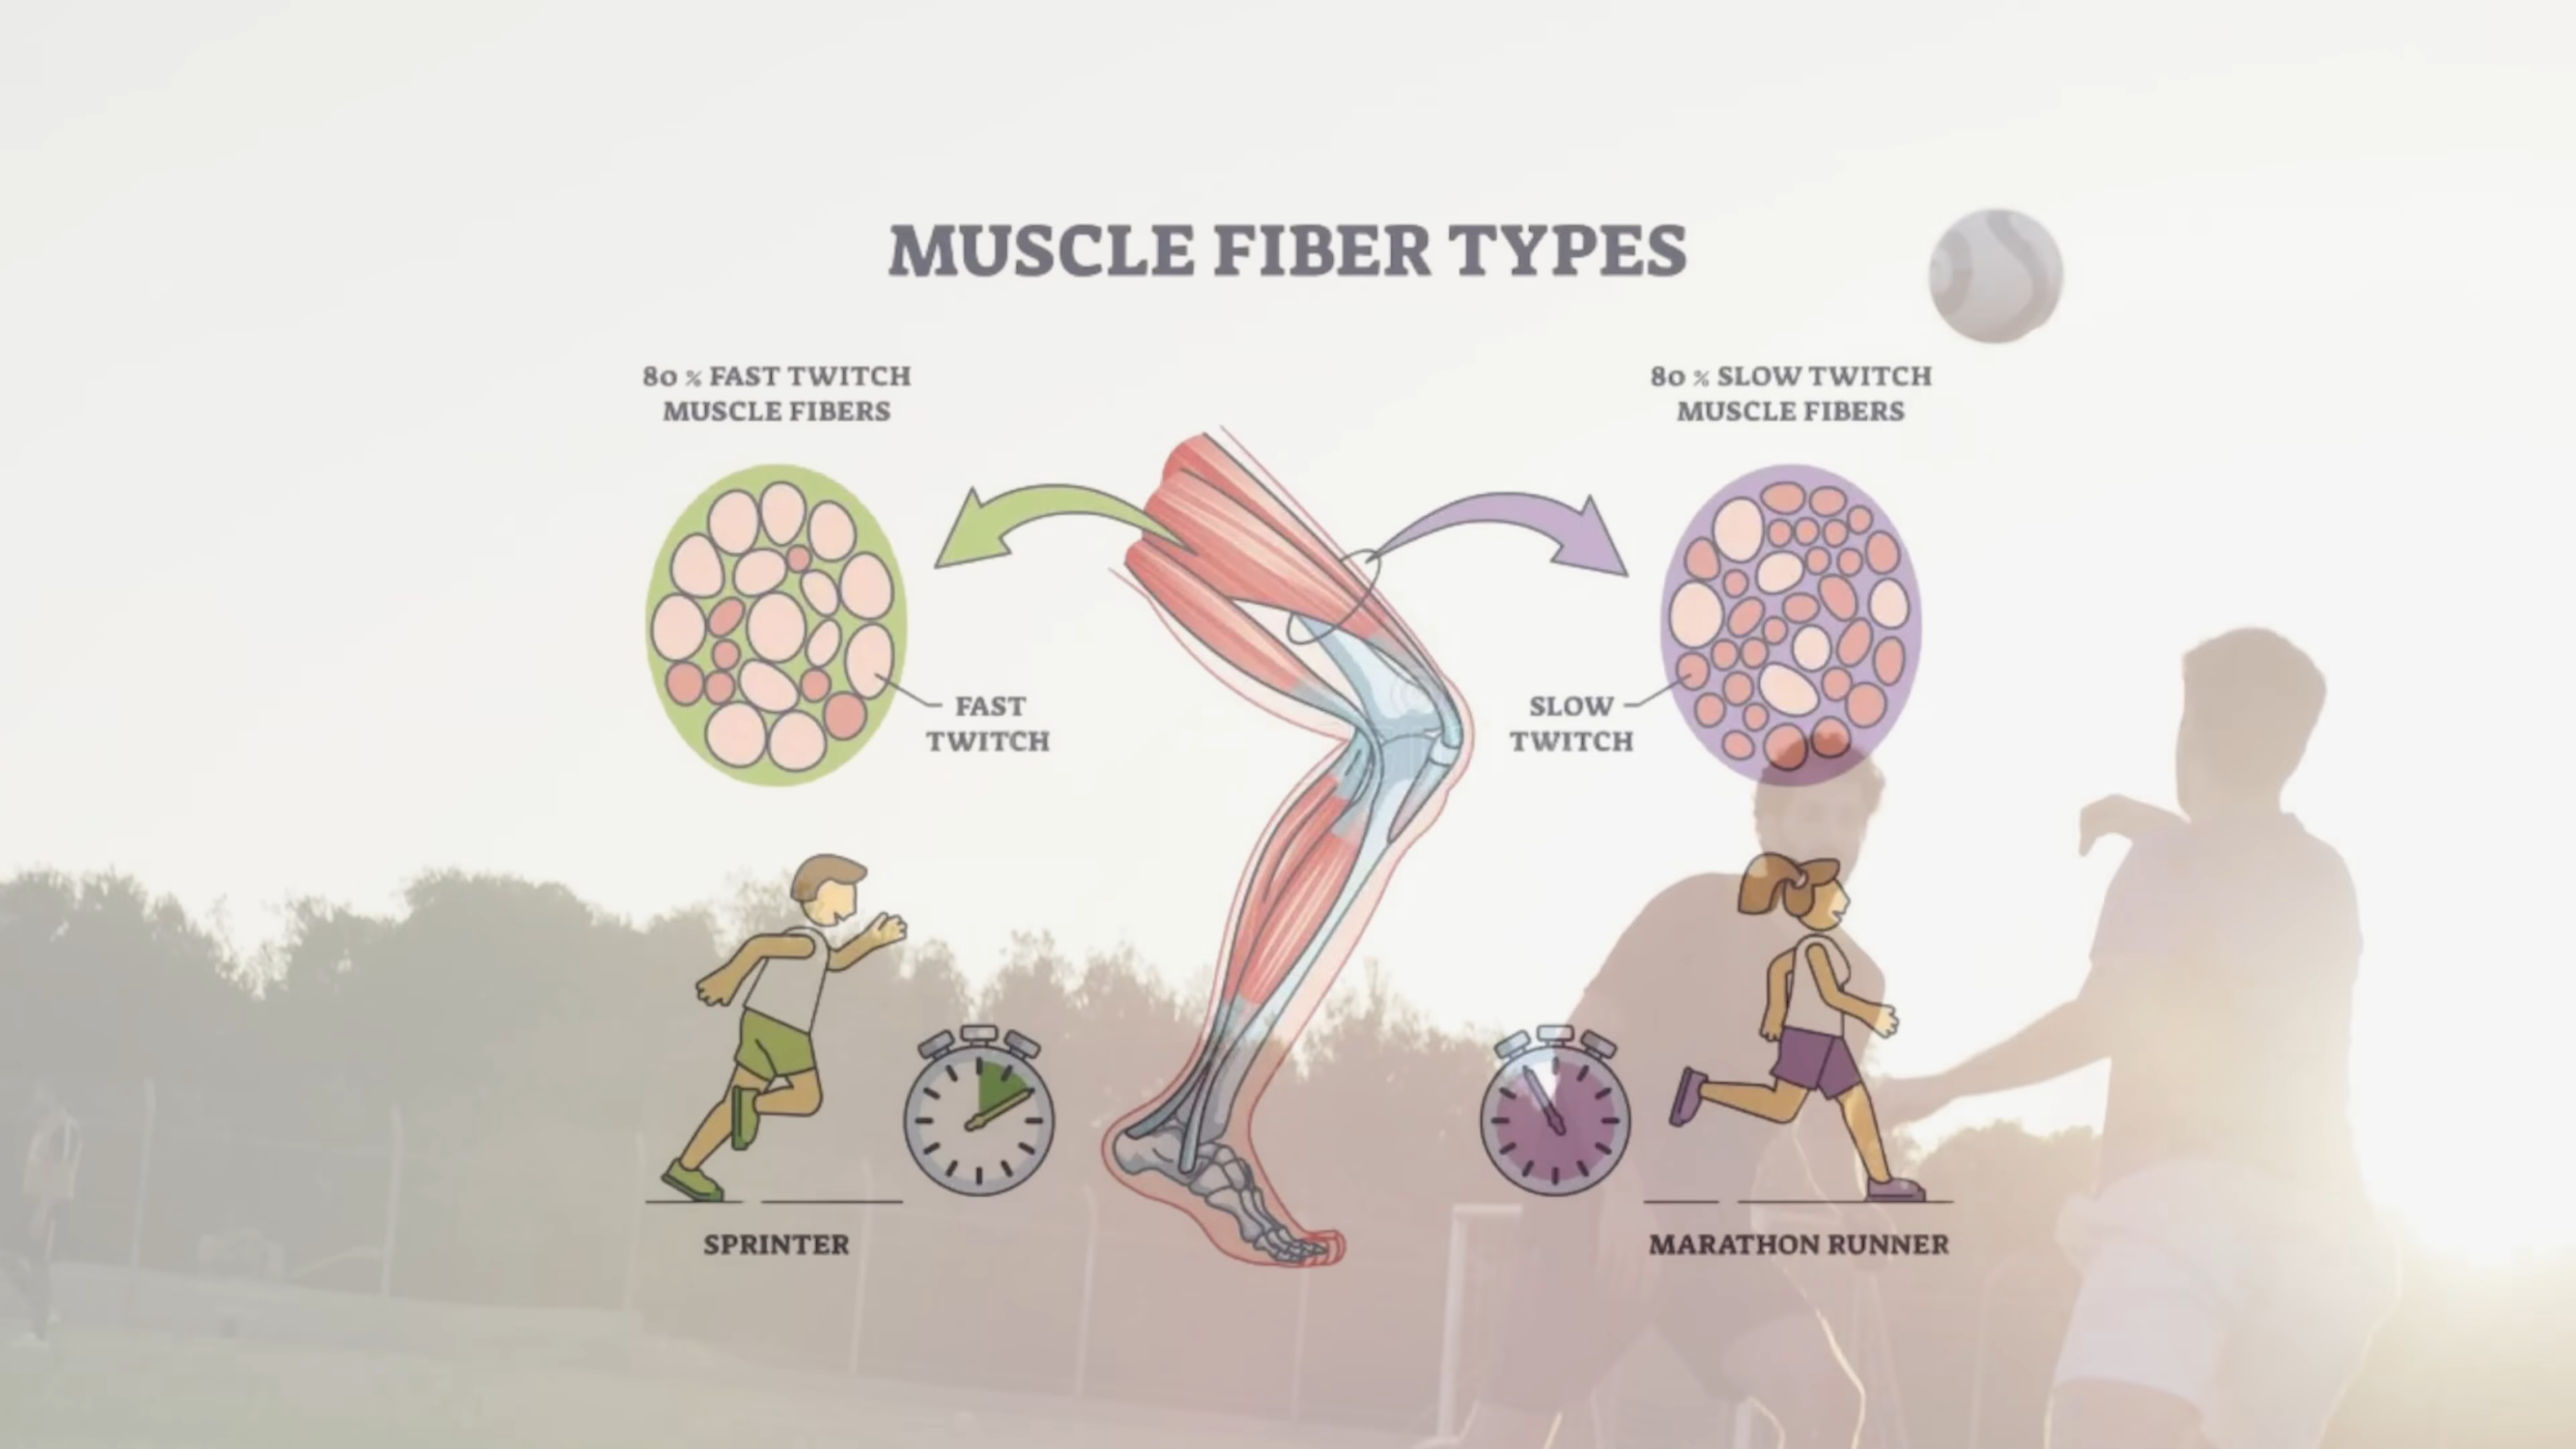 MUSCLE FIBER TYPES
80 % FAST TWITCH
MUSCLE FIBERS
80 % SLOW TWITCH
MUSCLE FIBERS
FAST
TWITCH
SLOW
TWITCH
SPRINTER
MARATHON RUNNER